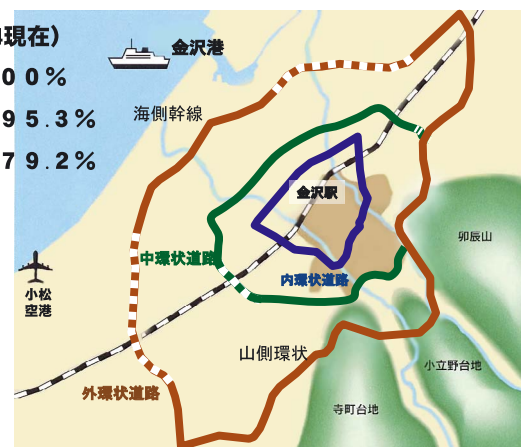 現在）
００％
９５.３％
７９.２％
金沢港
海側幹線
金沢駅
卯辰山
中環状道路
内環状道路
小松
空港
山側環状
小立野台地
外環状道路
寺町台地